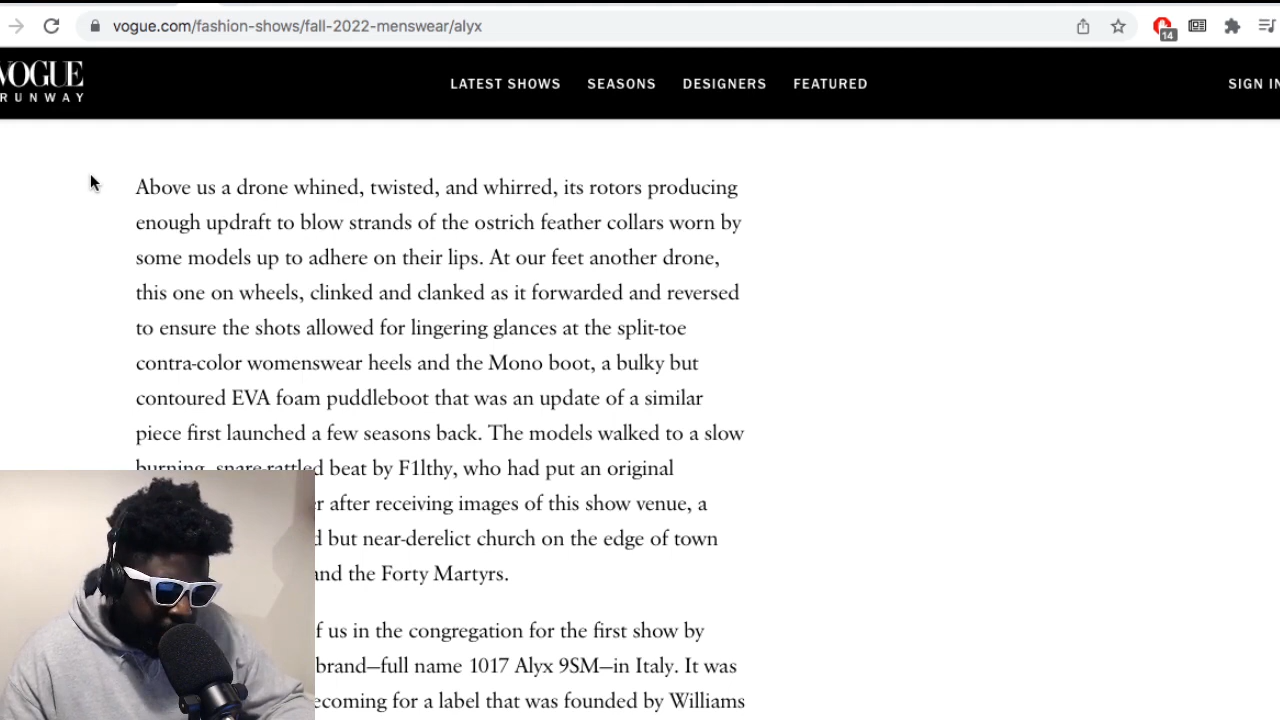 vogue.com/fashion-shows/fall-2022-menswear/alyx
14
VOGUE
RUNWAY
LATEST SHOWS SEASONS DESIGNERS FEATURED
SIGN IN
Above us a drone whined, twisted, and whirred, its rotors producing
enough updraft to blow strands of the ostrich feather collars worn by
some models up to adhere on their lips. At our feet another drone,
this one on wheels, clinked and clanked as it forwarded and reversed
to ensure the shots allowed for lingering glances at the split-toe
contra-color womenswear heels and the Mono boot, a bulky but
contoured EVA foam puddleboot that was an update of a similar
piece first launched a few seasons back. The models walked to a slow
burning, snare-rattled beat by F1lthy, who had put an original
after receiving images of this show venue, a
but near-derelict church on the edge of town
and the Forty Martyrs.
of us in the congregation for the first show by
brand—full name 1017 Alyx 9SM—in Italy. It was
for a label that was founded by Williams